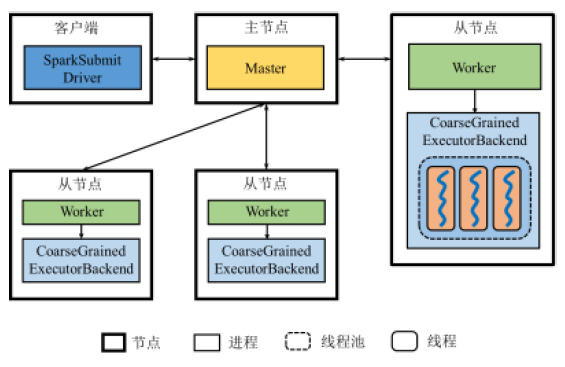 客户端
SparkSubmit
Driver
主节点
Master
从节点
Worker
CoarseGrained
ExecutorBackend
从节点
Worker
CoarseGrained
ExecutorBackend
从节点
Worker
CoarseGrained
ExecutorBackend
节点 进程 线程池 线程